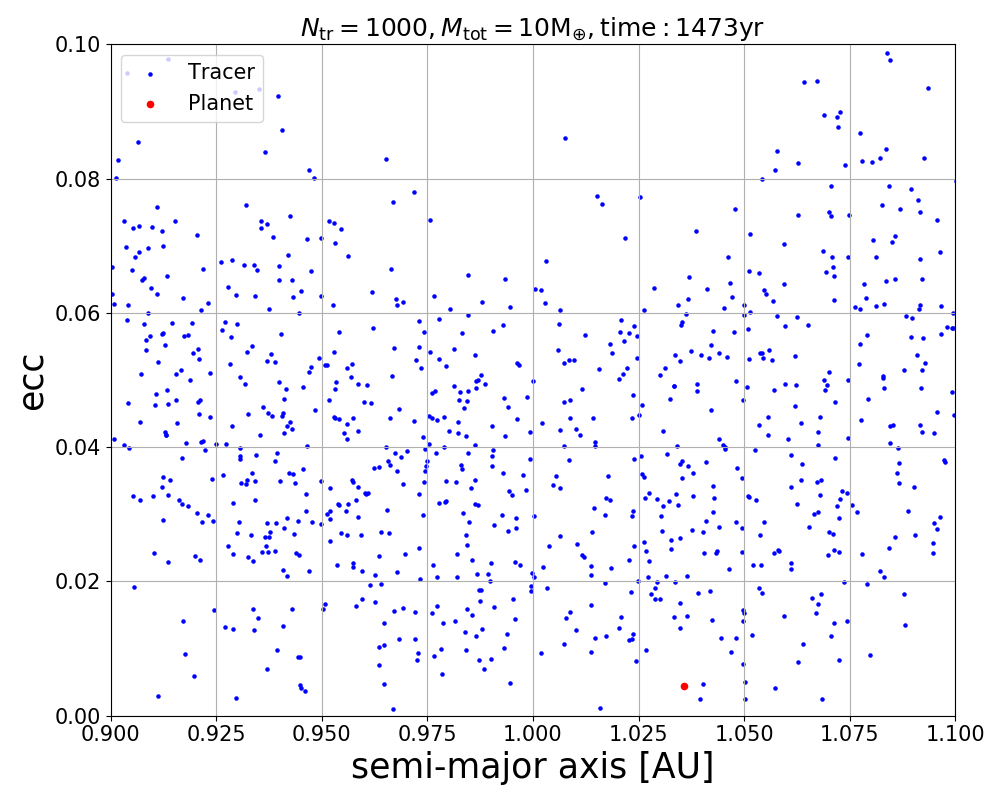 N_tr = 1000, M_tot = 10M_⊕, time : 1473yr
0.10
Tracer
Planet
0.08
0.06
ecc
0.04
0.02
0.00
0.900 0.925 0.950 0.975 1.000 1.025 1.050 1.075 1.100
semi-major axis [AU]